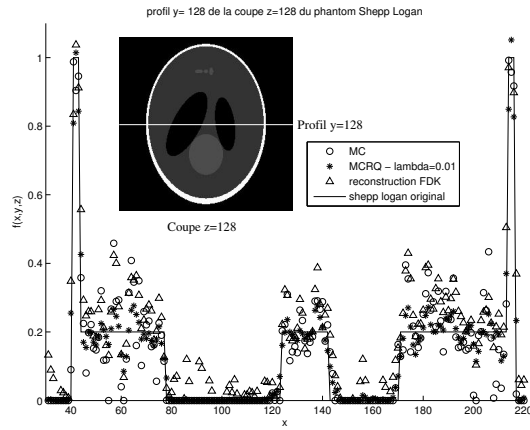 profil y= 128 de la coupe z=128 du phantom Shepp Logan
1
0.8
0.6
0.4
0.2
0
f(x,y,z)
Profil y=128
Coupe z=128
MC
MCRQ - lambda=0.01
reconstruction FDK
shepp logan original
40 60 80 100 120 140 160 180 200 220
x